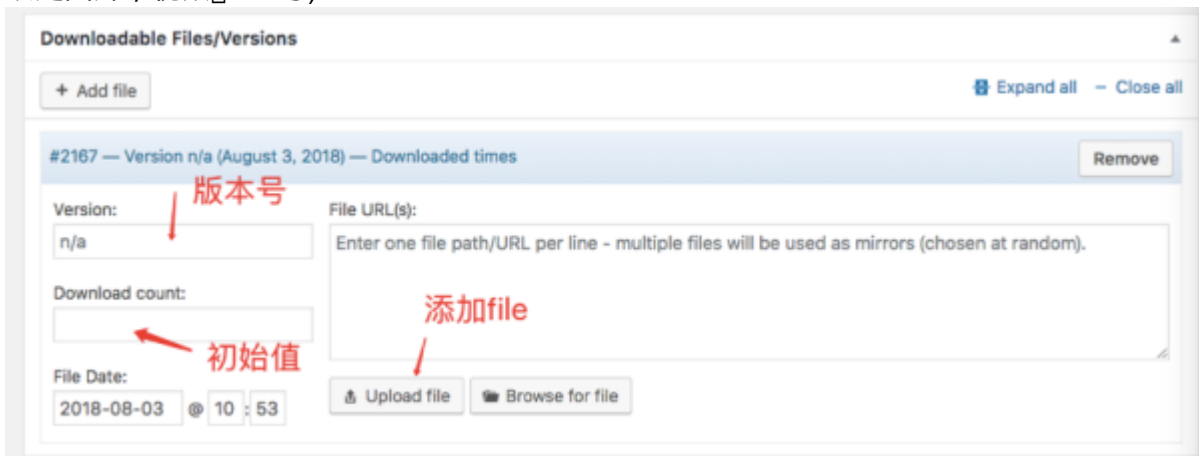 Downloadable Files/Versions
+ Add file
Expand all – Close all
#2167 — Version n/a (August 3, 2018) — Downloaded times
Remove
版本号
Version:
File URL(s):
n/a
Enter one file path/URL per line - multiple files will be used as mirrors (chosen at random).
Download count:
添加file
初始值
File Date:
2018-08-03 @ 10 : 53
Upload file
Browse for file